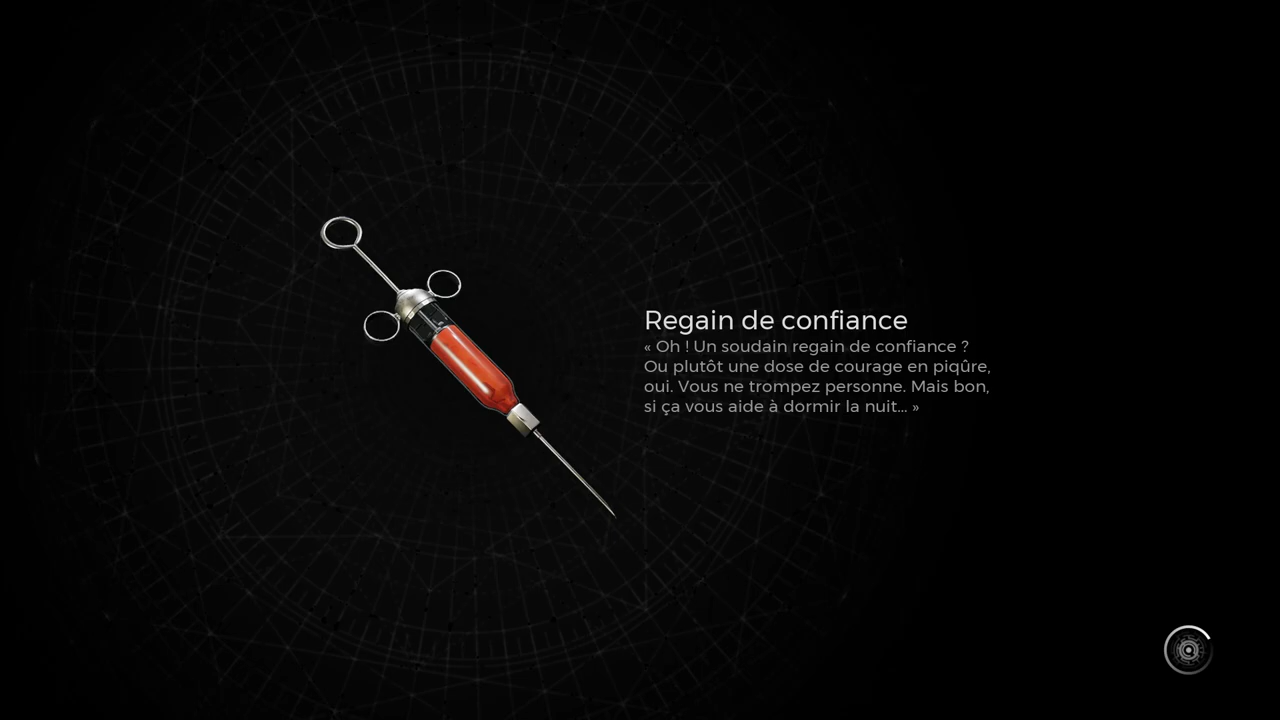 Regain de confiance
« Oh ! Un soudain regain de confiance ?
Ou plutôt une dose de courage en piqûre,
oui. Vous ne trompez personne. Mais bon,
si ça vous aide à dormir la nuit... »